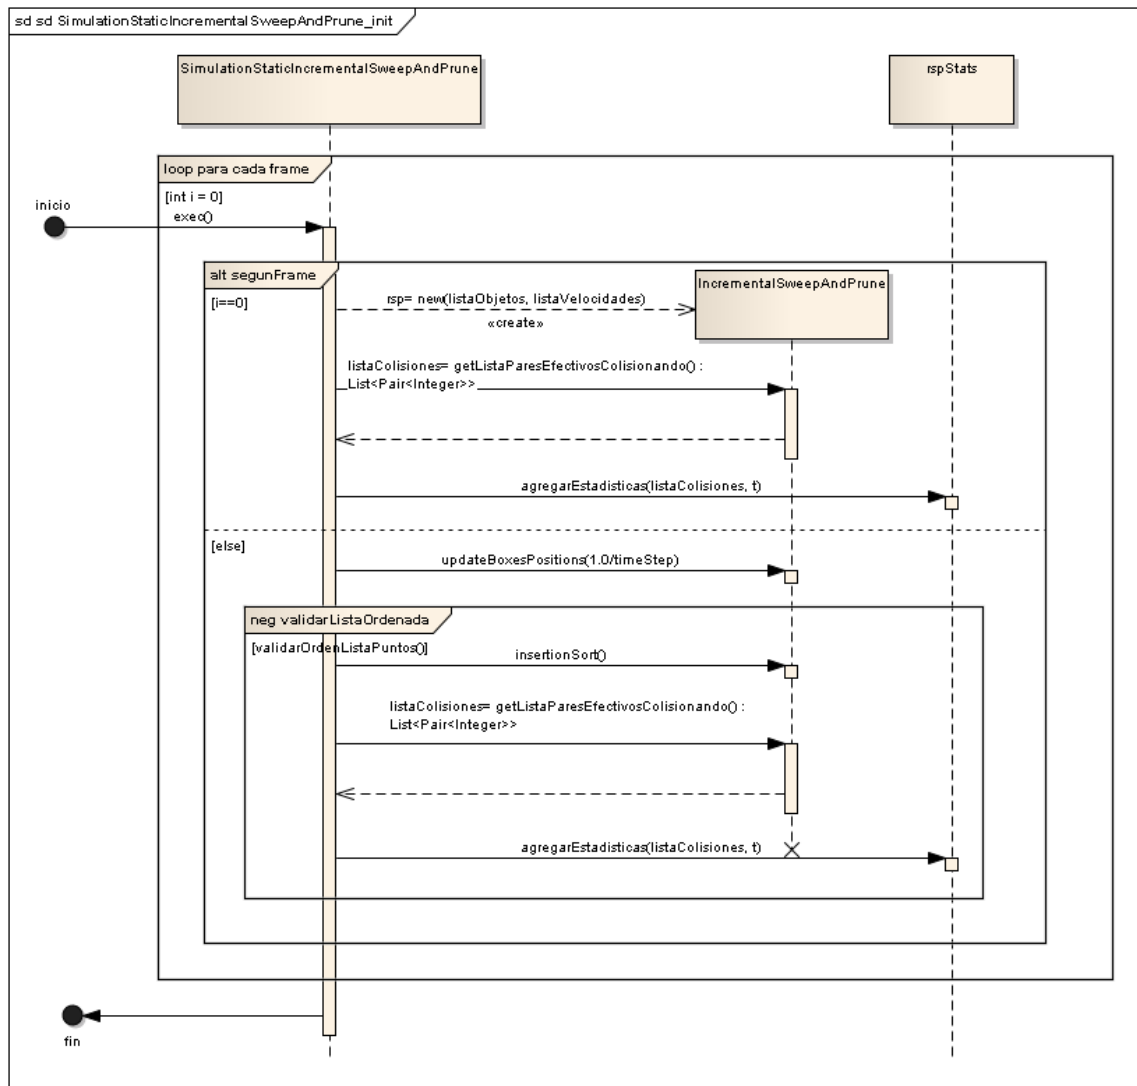 sd sd SimulationStaticIncrementalSweepAndPrune_init
SimulationStaticIncrementalSweepAndPrune
rspStats
loop para cada frame
[int i = 0]
inicio
exec()
alt segunFrame
IncrementalSweepAndPrune
[i==0]
rsp= new(listaObjetos, listaVelocidades)
«create»
listaColisiones= getListaParesEfectivosColisionando() :
List<Pair<Integer>>
agregarEstadisticas(listaColisiones, t)
[else]
updateBoxesPositions(1.0/timeStep)
neg validarListaOrdenada
[validarOrdenListaPuntos()]
insertionSort()
listaColisiones= getListaParesEfectivosColisionando() :
List<Pair<Integer>>
agregarEstadisticas(listaColisiones, t)
fin